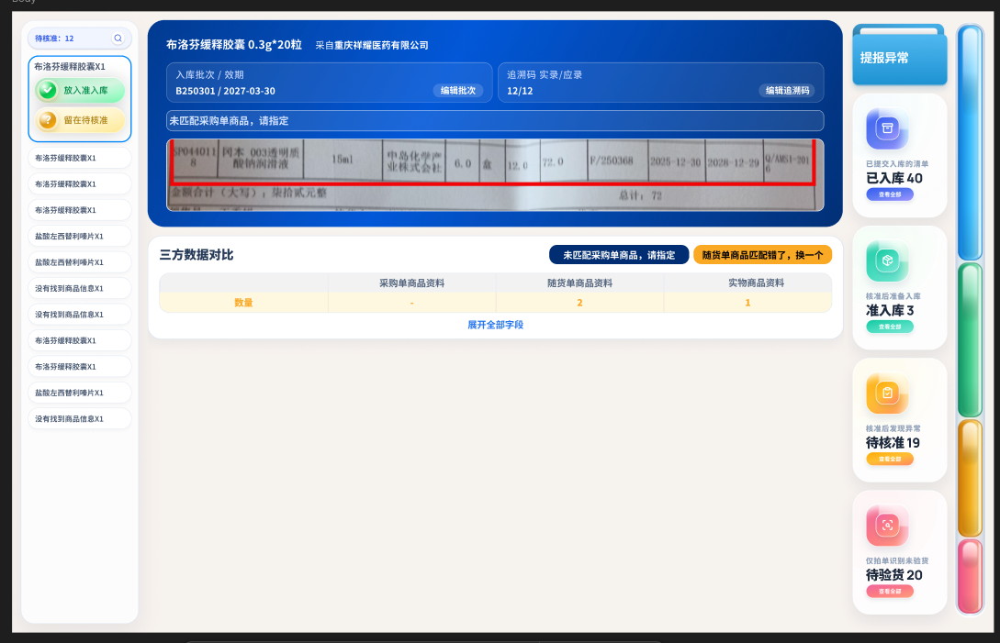 Body
待核准: 12
布洛芬缓释胶囊X1
放入准入库
留在待核准
布洛芬缓释胶囊X1
布洛芬缓释胶囊X1
布洛芬缓释胶囊X1
盐酸左西替利嗪片X1
盐酸左西替利嗪片X1
没有找到商品信息X1
没有找到商品信息X1
布洛芬缓释胶囊X1
布洛芬缓释胶囊X1
盐酸左西替利嗪片X1
没有找到商品信息X1
布洛芬缓释胶囊 0.3g*20粒 采自重庆祥耀医药有限公司
入库批次 / 效期
B250301 / 2027-03-30
编辑批次
追溯码 实录/应录
12/12
编辑追溯码
未匹配采购单商品，请指定
SP044011 冈本 003透明质 15ml 中岛化学产 6.0 盒 12.0 72.0 F/250368 2025-12-30 2028-12-29 Q/AMSI-201
8 酸钠润滑液 业株式会社 6
金额合计（大写）：柒拾贰元整 总计: 72
三方数据对比
未匹配采购单商品，请指定
随货单商品匹配错了，换一个
采购单商品资料 随货单商品资料 实物商品资料
数量 - 2 1
展开全部字段
提报异常
已提交入库的清单
已入库 40
查看全部
核准后准备入库
准入库 3
查看全部
核准后发现异常
待核准 19
查看全部
仅拍单识别未验货
待验货 20
查看全部